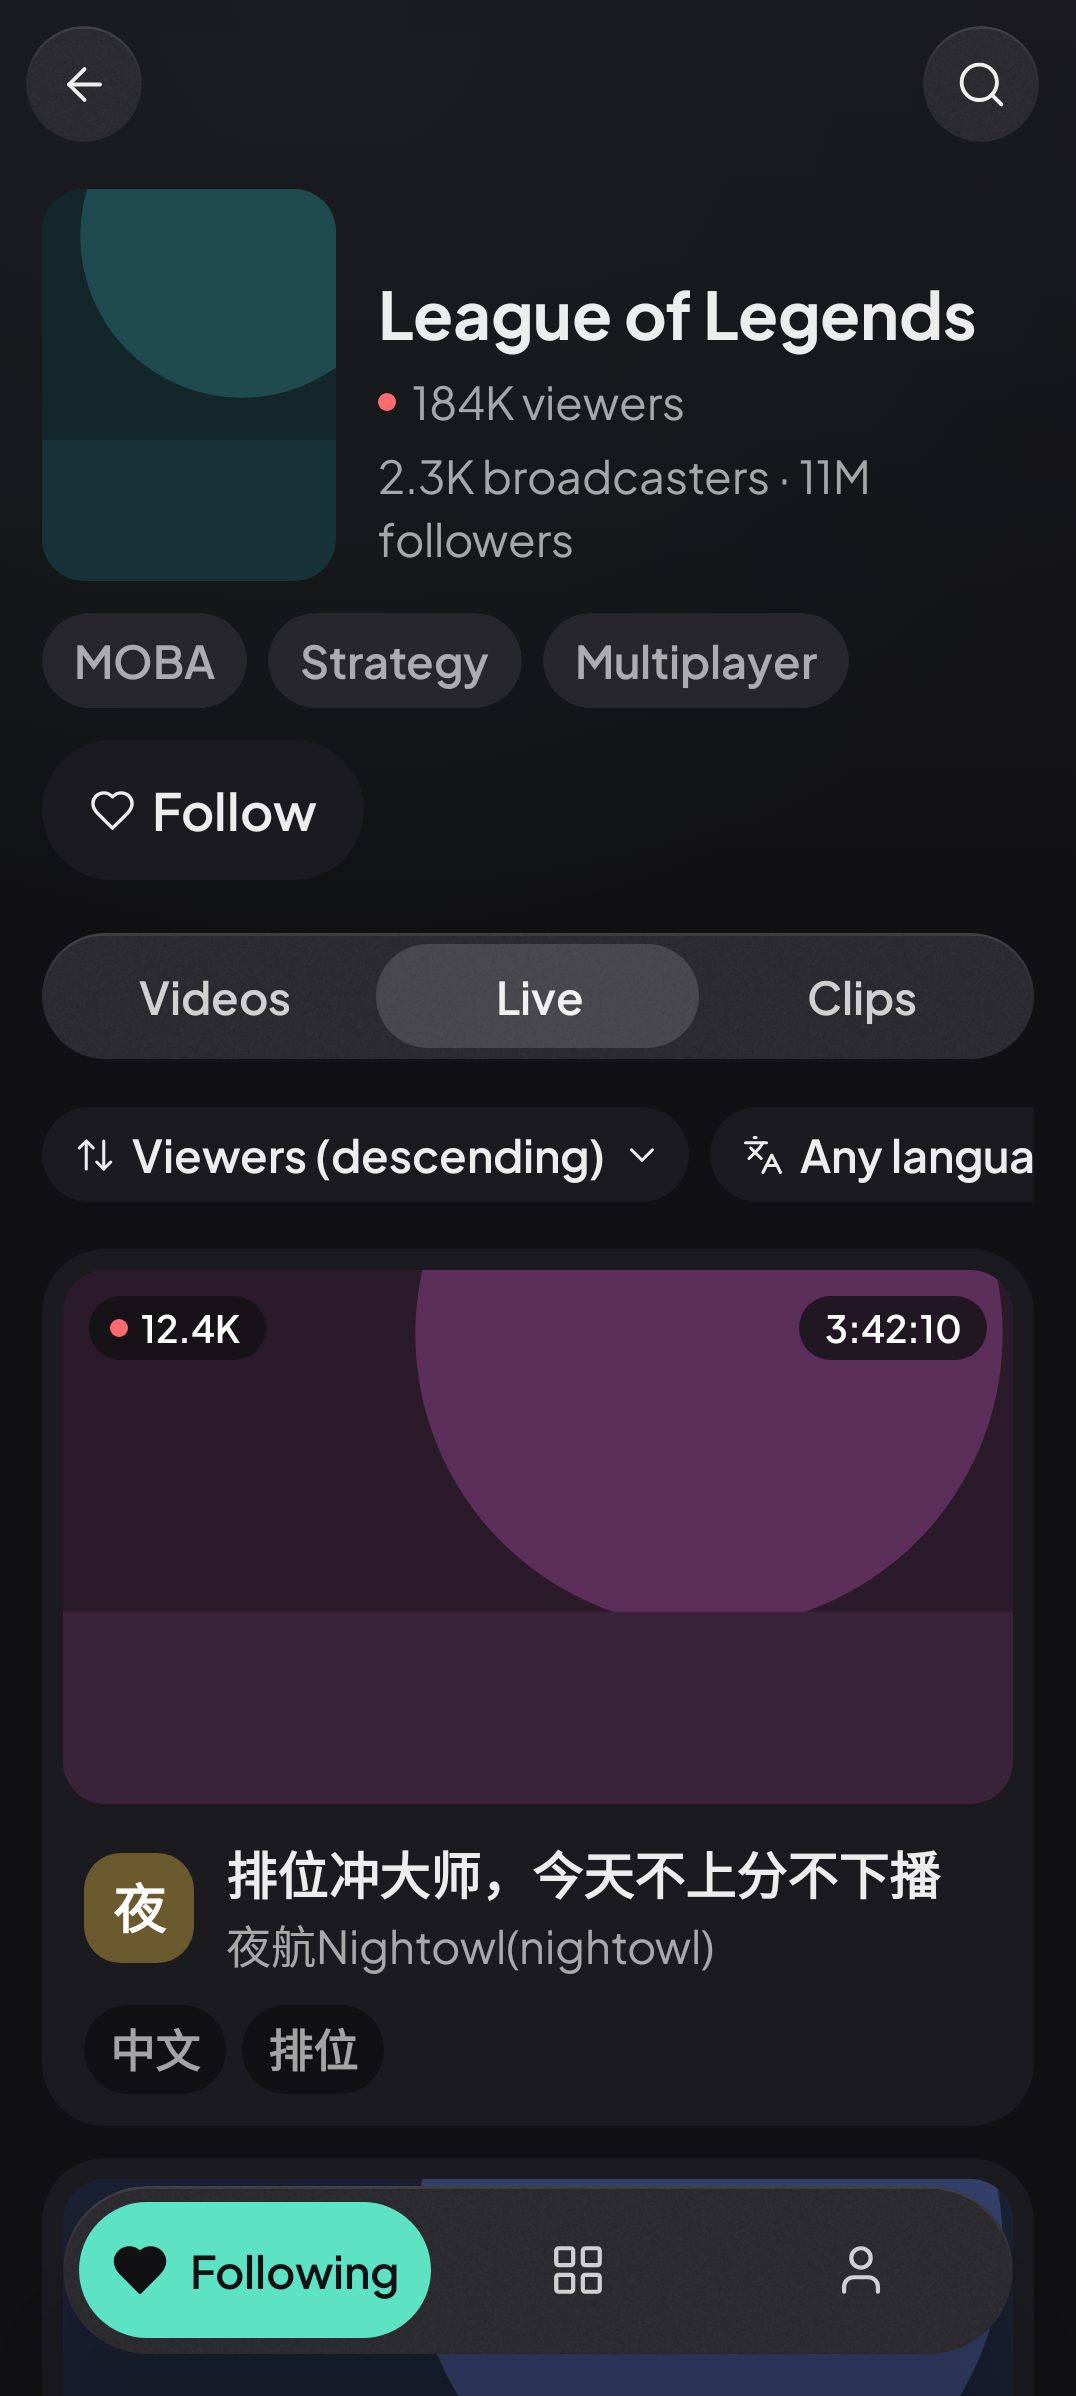 League of Legends
184K viewers
2.3K broadcasters · 11M
followers
MOBA
Strategy
Multiplayer
Follow
Videos
Live
Clips
Viewers (descending)
Any langua
12.4K
3:42:10
夜
排位冲大师，今天不上分不下播
夜航Nightowl(nightowl)
中文
排位
Following